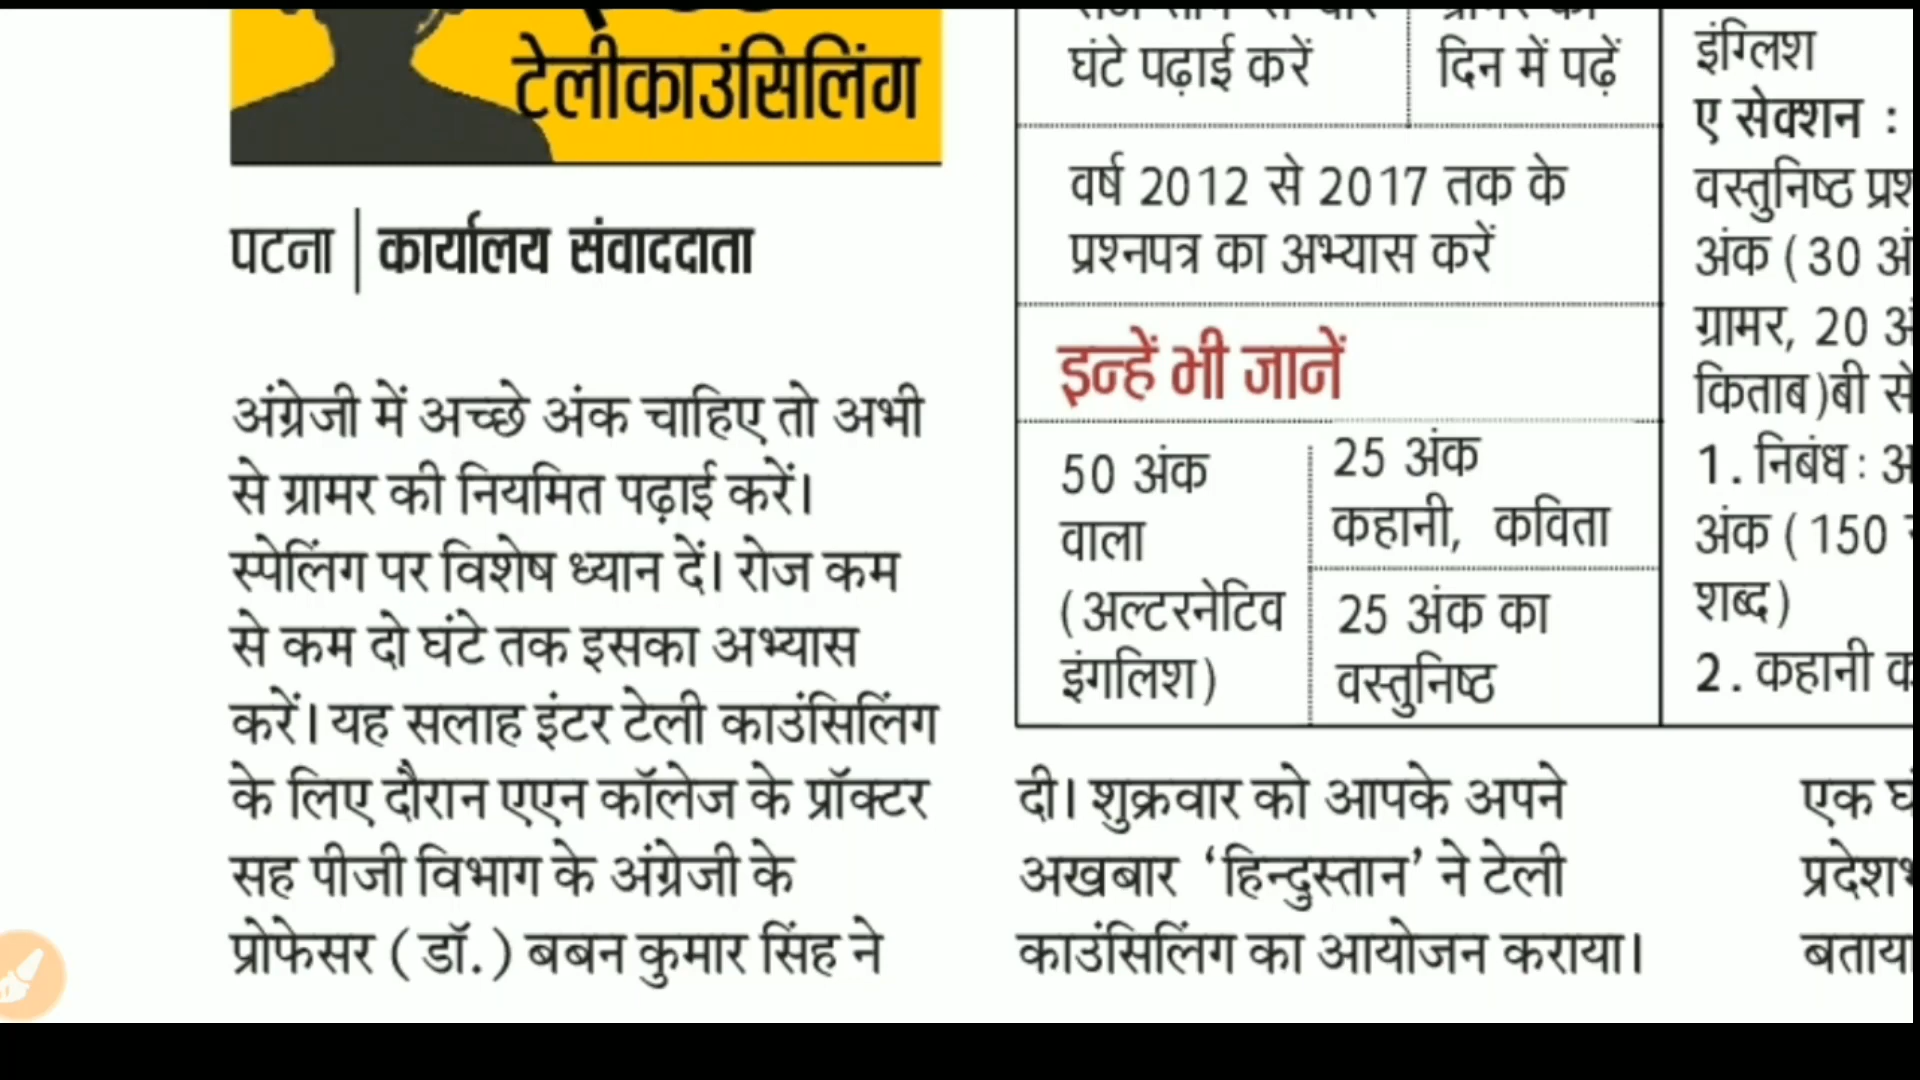 टेलीकाउंसिलिंग
पटना | कार्यालय संवाददाता
अंग्रेजी में अच्छे अंक चाहिए तो अभी
से ग्रामर की नियमित पढ़ाई करें।
स्पेलिंग पर विशेष ध्यान दें। रोज कम
से कम दो घंटे तक इसका अभ्यास
करें। यह सलाह इंटर टेली काउंसिलिंग
के लिए दौरान एएन कॉलेज के प्रॉक्टर
सह पीजी विभाग के अंग्रेजी के
प्रोफेसर (डॉ.) बबन कुमार सिंह ने
घंटे पढ़ाई करें
दिन में पढ़ें
वर्ष 2012 से 2017 तक के
प्रश्नपत्र का अभ्यास करें
इन्हें भी जानें
50 अंक
वाला
(अल्टरनेटिव
इंगलिश)
25 अंक
कहानी, कविता
25 अंक का
वस्तुनिष्ठ
दी। शुक्रवार को आपके अपने
अखबार ‘हिन्दुस्तान’ ने टेली
काउंसिलिंग का आयोजन कराया।
इंग्लिश
ए सेक्शन :
वस्तुनिष्ठ
अंक (30
ग्रामर, 20
किताब)बी
1. निबंध :
अंक (150
शब्द)
2. कहानी
एक